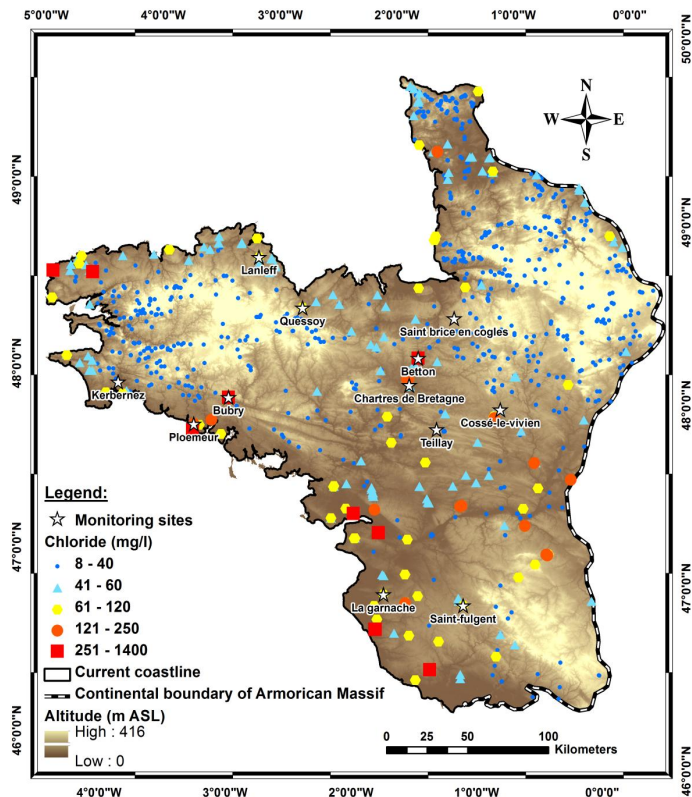 5°0'0"W 4°0'0"W 3°0'0"W 2°0'0"W 1°0'0"W 0°0'0"
50°0'0"N
49°0'0"N
49°0'0"N
48°0'0"N
48°0'0"N
47°0'0"N
47°0'0"N
46°0'0"N
46°0'0"N
N
W E
S
Lanleff
Quessoy
Saint brice en cogles
Betton
Kerbernez
Chartres de Bretagne
Bubry
Cossé-le-vivien
Ploemeur
Teillay
La garnache
Saint-fulgent
Legend:
Monitoring sites
Chloride (mg/l)
8 - 40
41 - 60
61 - 120
121 - 250
251 - 1400
Current coastline
Continental boundary of Armorican Massif
Altitude (m ASL)
High : 416
Low : 0
0 25 50 100
Kilometers
4°0'0"W 3°0'0"W 2°0'0"W 1°0'0"W 0°0'0"